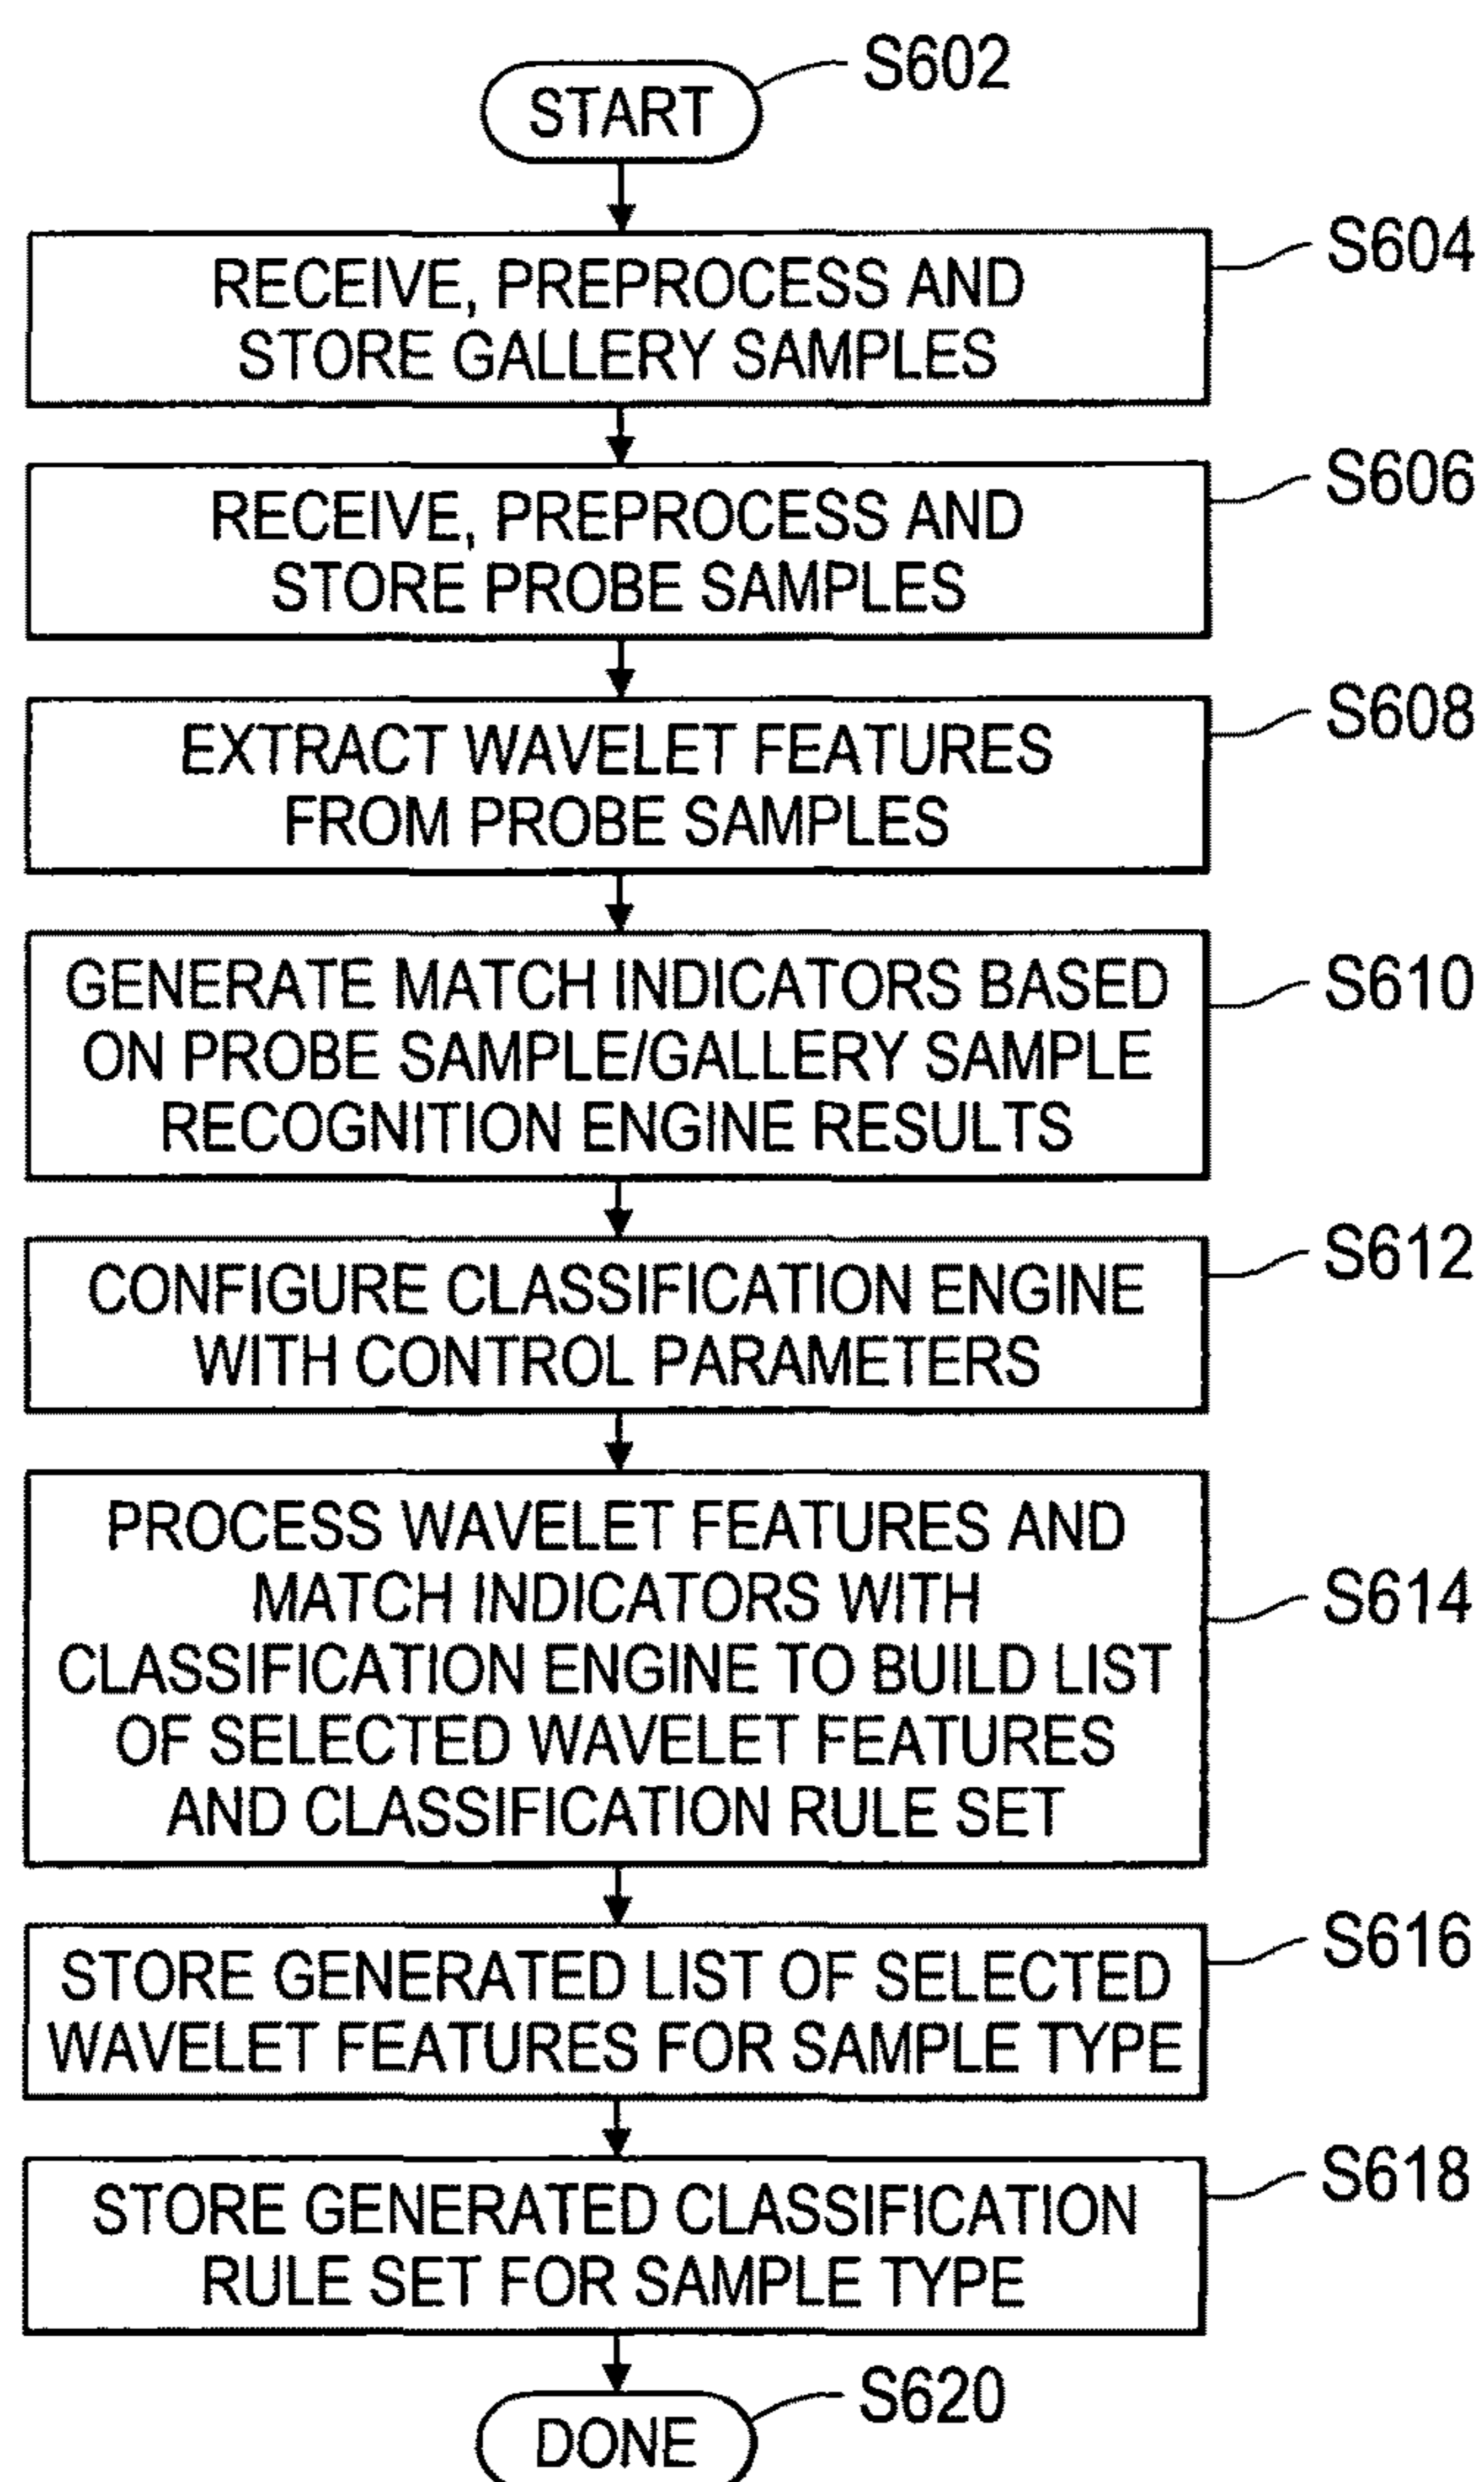 S602
START
S604
RECEIVE, PREPROCESS AND
STORE GALLERY SAMPLES
S606
RECEIVE, PREPROCESS AND
STORE PROBE SAMPLES
S608
EXTRACT WAVELET FEATURES
FROM PROBE SAMPLES
S610
GENERATE MATCH INDICATORS BASED
ON PROBE SAMPLE/GALLERY SAMPLE
RECOGNITION ENGINE RESULTS
S612
CONFIGURE CLASSIFICATION ENGINE
WITH CONTROL PARAMETERS
S614
PROCESS WAVELET FEATURES AND
MATCH INDICATORS WITH
CLASSIFICATION ENGINE TO BUILD LIST
OF SELECTED WAVELET FEATURES
AND CLASSIFICATION RULE SET
S616
STORE GENERATED LIST OF SELECTED
WAVELET FEATURES FOR SAMPLE TYPE
S618
STORE GENERATED CLASSIFICATION
RULE SET FOR SAMPLE TYPE
S620
DONE